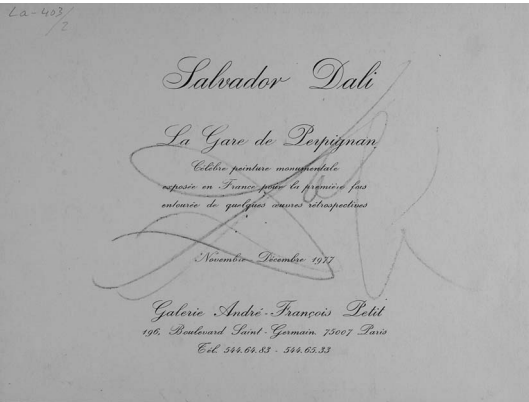 La-403/2
Salvador Dali
La Gare de Perpignan
Célèbre peinture monumentale
exposée en France pour la première fois
entourée de quelques œuvres rétrospectives
Novembre - Décembre 1977
Galerie André-François Petit
196, Boulevard Saint-Germain. 75007 Paris
Tél. 544.64.83 - 544.65.33
Dali